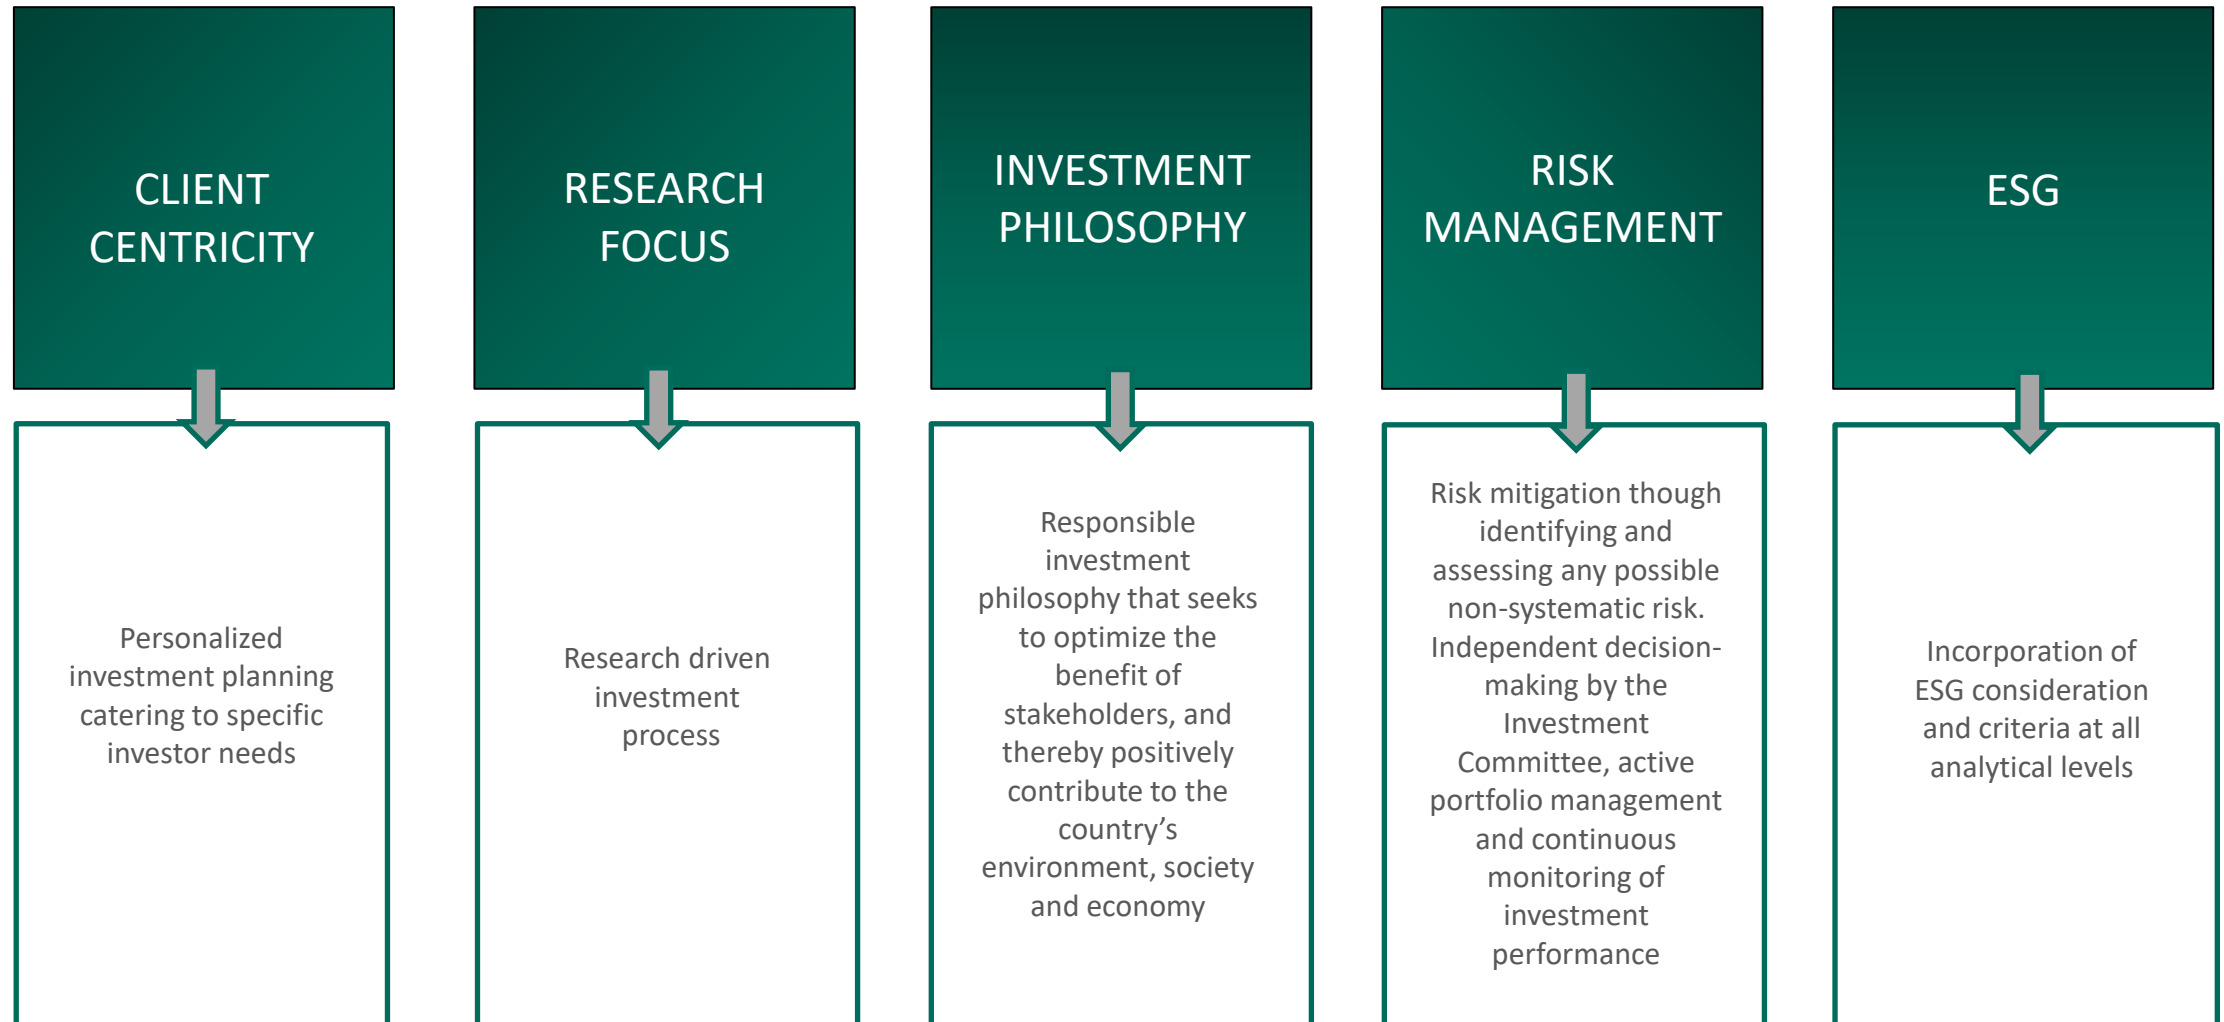 CLIENT
CENTRICITY
Personalized
investment planning
catering to specific
investor needs
RESEARCH
FOCUS
Research driven
investment
process
INVESTMENT
PHILOSOPHY
Responsible
investment
philosophy that seeks
to optimize the
benefit of
stakeholders, and
thereby positively
contribute to the
country’s
environment, society
and economy
RISK
MANAGEMENT
Risk mitigation though
identifying and
assessing any possible
non-systematic risk.
Independent decision-
making by the
Investment
Committee, active
portfolio management
and continuous
monitoring of
investment
performance
ESG
Incorporation of
ESG consideration
and criteria at all
analytical levels